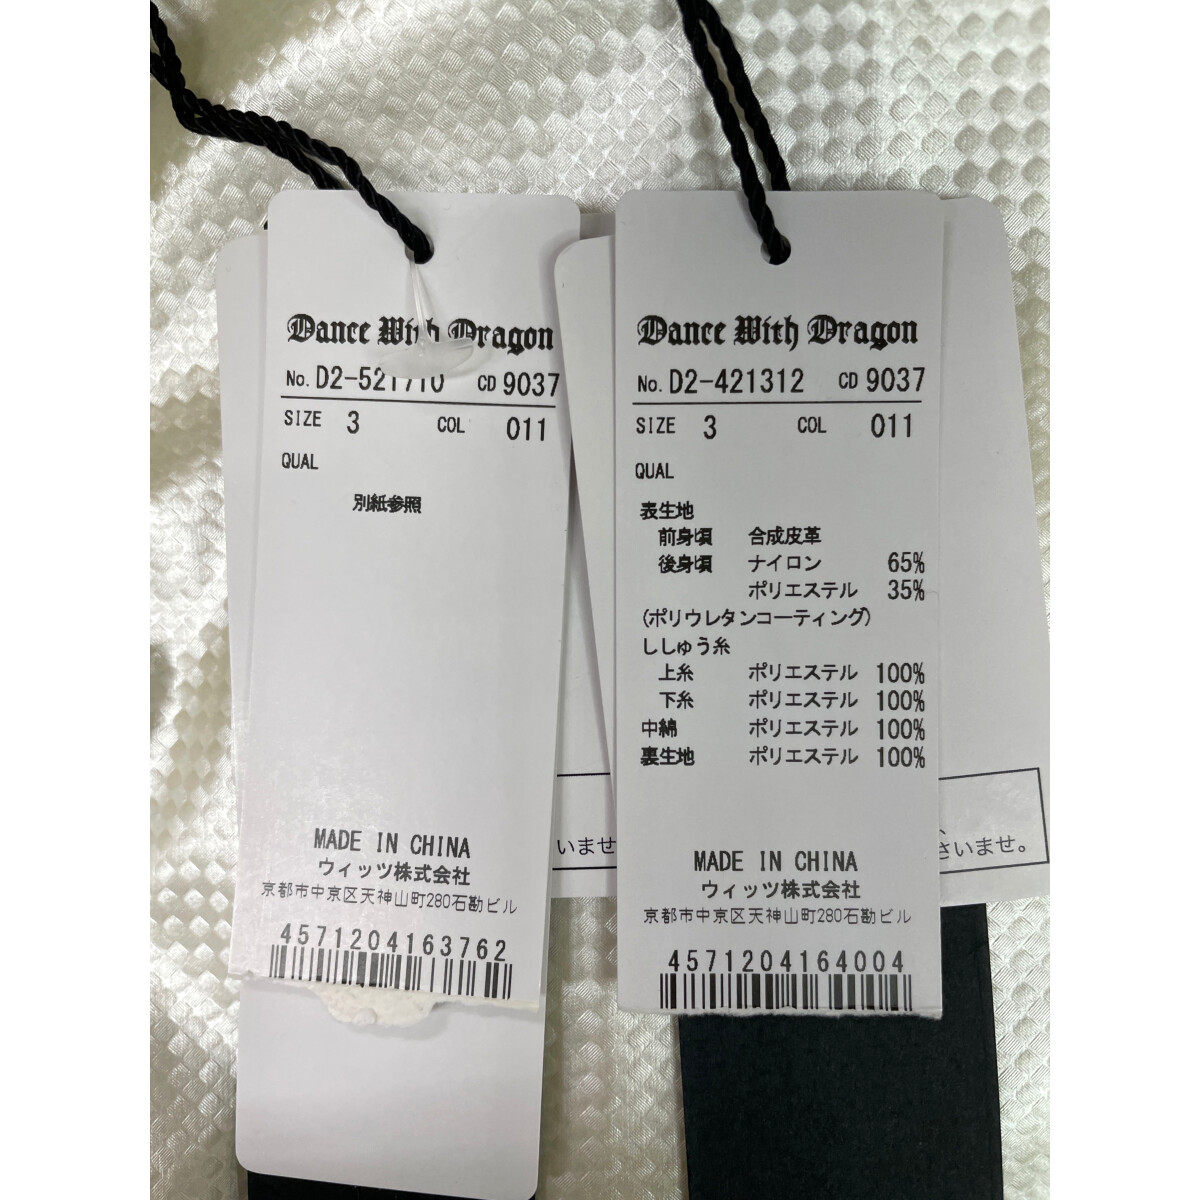 Dance With Dragon
No. D2-521710 CD 9037
SIZE 3 COL 011
QUAL
別紙参照
MADE IN CHINA
ウィッツ株式会社
京都市中京区天神山町280石勘ビル
4571204163762
Dance With Dragon
No. D2-421312 CD 9037
SIZE 3 COL 011
QUAL
表生地
前身頃 合成皮革
後身頃 ナイロン 65%
ポリエステル 35%
(ポリウレタンコーティング)
ししゅう糸
上糸 ポリエステル 100%
下糸 ポリエステル 100%
中綿 ポリエステル 100%
裏生地 ポリエステル 100%
MADE IN CHINA
ウィッツ株式会社
京都市中京区天神山町280石勘ビル
4571204164004
いませ
さいませ。